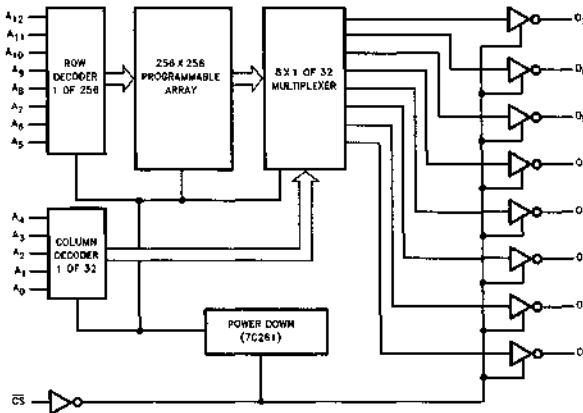 A12
A11
A10
A9
A8
A7
A6
A5
ROW
DECODER
1 OF 256
256 X 256
PROGRAMMABLE
ARRAY
8 X 1 OF 32
MULTIPLEXER
A4
A3
A2
A1
A0
COLUMN
DECODER
1 OF 32
POWER DOWN
(7C261)
CS
O
O
O
O
O
O
O
O